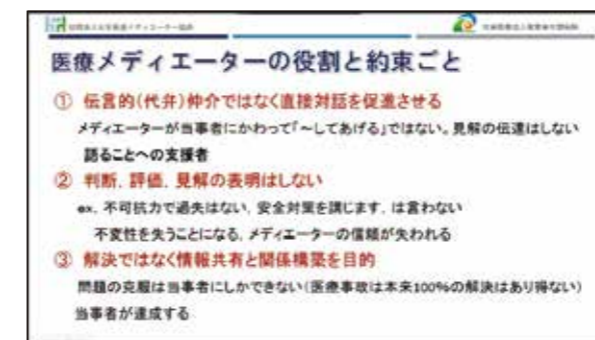 医療メディエーターの役割と約束ごと
① 伝言的(代弁)仲介ではなく直接対話を促進させる
メディエーターが当事者にかわって「～してあげる」ではない。見解の伝達はしない
語ることへの支援者
② 判断、評価、見解の表明はしない
ex、不可抗力で過失はない、安全対策を講じます、は言わない
不変性を失うことになる、メディエーターの信頼が失われる
③ 解決ではなく情報共有と関係構築を目的
問題の克服は当事者にしかできない(医療事故は本来100%の解決はあり得ない)
当事者が達成する